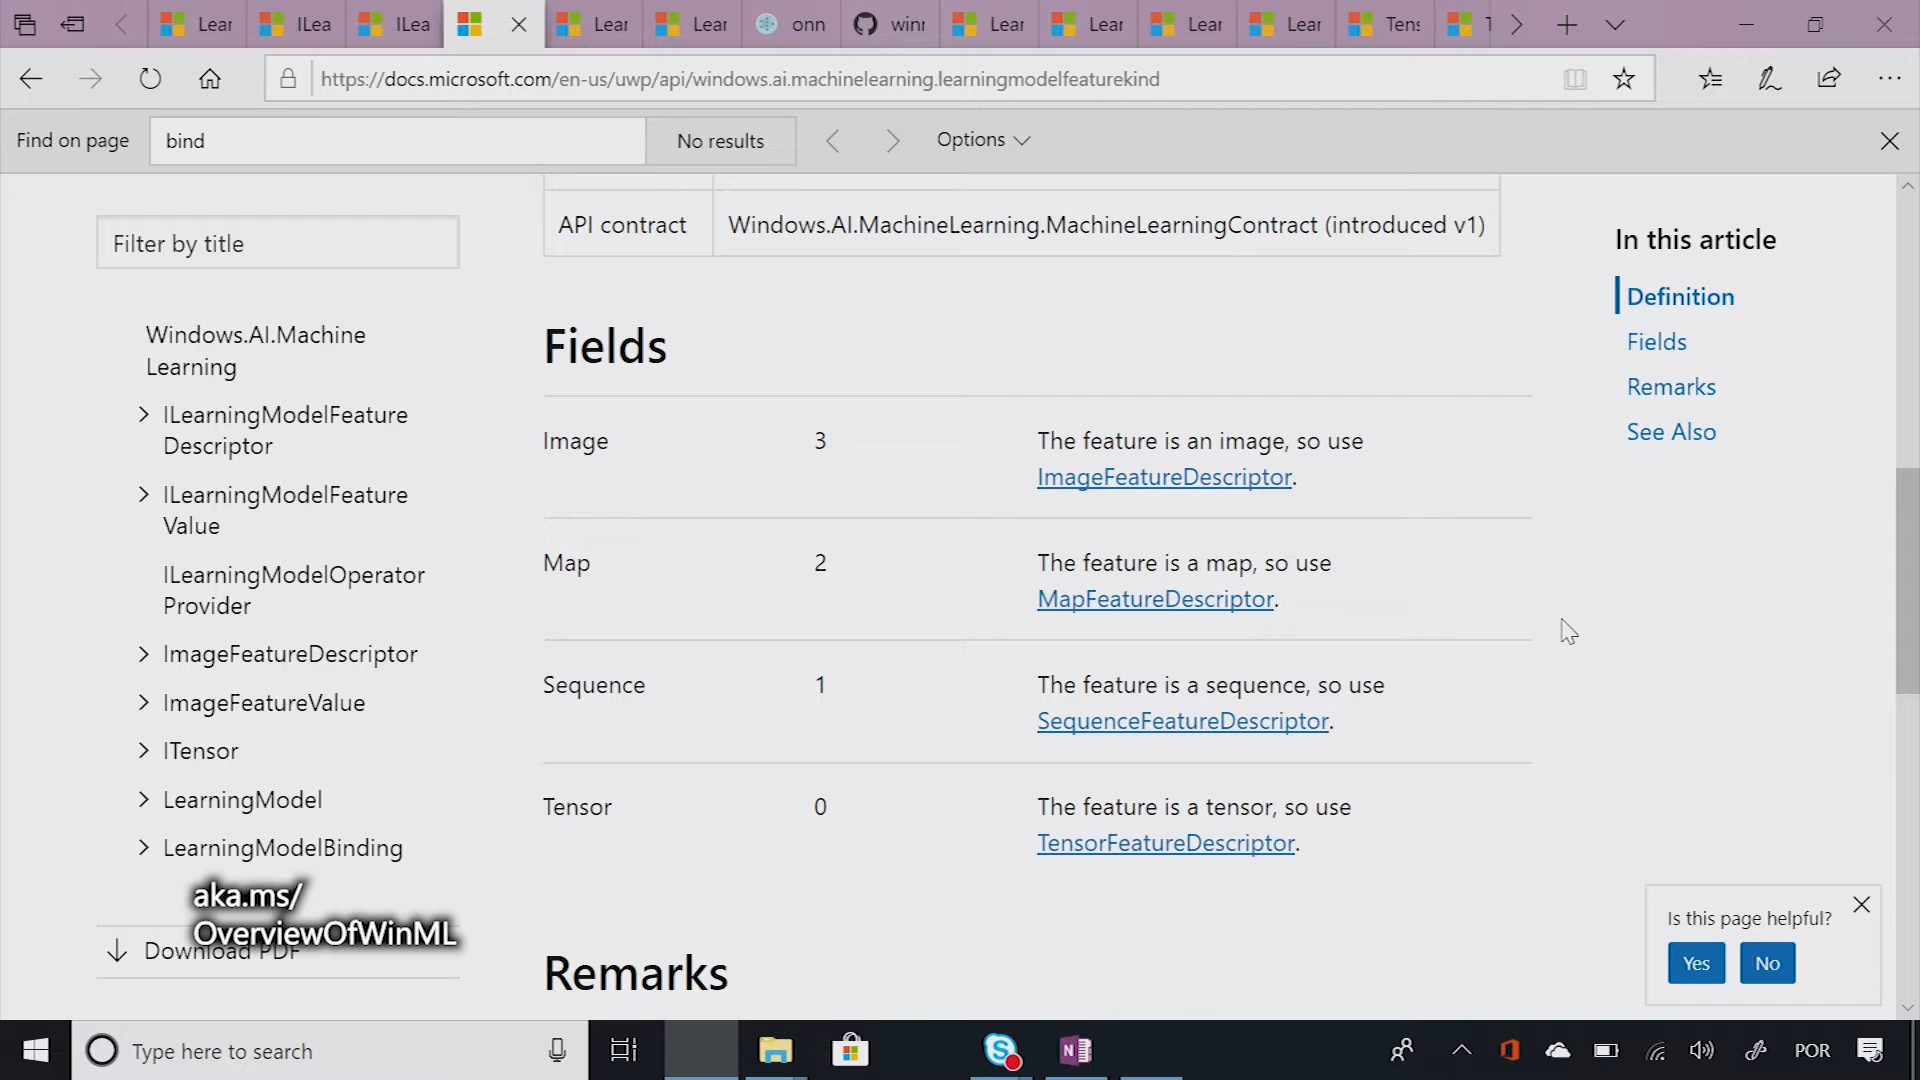 Lear
ILea
ILea
Lear
Lear
onn
winr
Lear
Lear
Lear
Lear
Tens
https://docs.microsoft.com/en-us/uwp/api/windows.ai.machinelearning.learningmodelfeaturekind
Find on page
bind
No results
Options
Filter by title
Windows.AI.Machine
Learning
ILearningModelFeature
Descriptor
ILearningModelFeature
Value
ILearningModelOperator
Provider
ImageFeatureDescriptor
ImageFeatureValue
ITensor
LearningModel
LearningModelBinding
aka.ms/
OverviewOfWinML
Download PDF
API contract
Windows.AI.MachineLearning.MachineLearningContract (introduced v1)
Fields
Image
3
The feature is an image, so use
ImageFeatureDescriptor.
Map
2
The feature is a map, so use
MapFeatureDescriptor.
Sequence
1
The feature is a sequence, so use
SequenceFeatureDescriptor.
Tensor
0
The feature is a tensor, so use
TensorFeatureDescriptor.
Remarks
In this article
Definition
Fields
Remarks
See Also
Is this page helpful?
Yes
No
Type here to search
POR